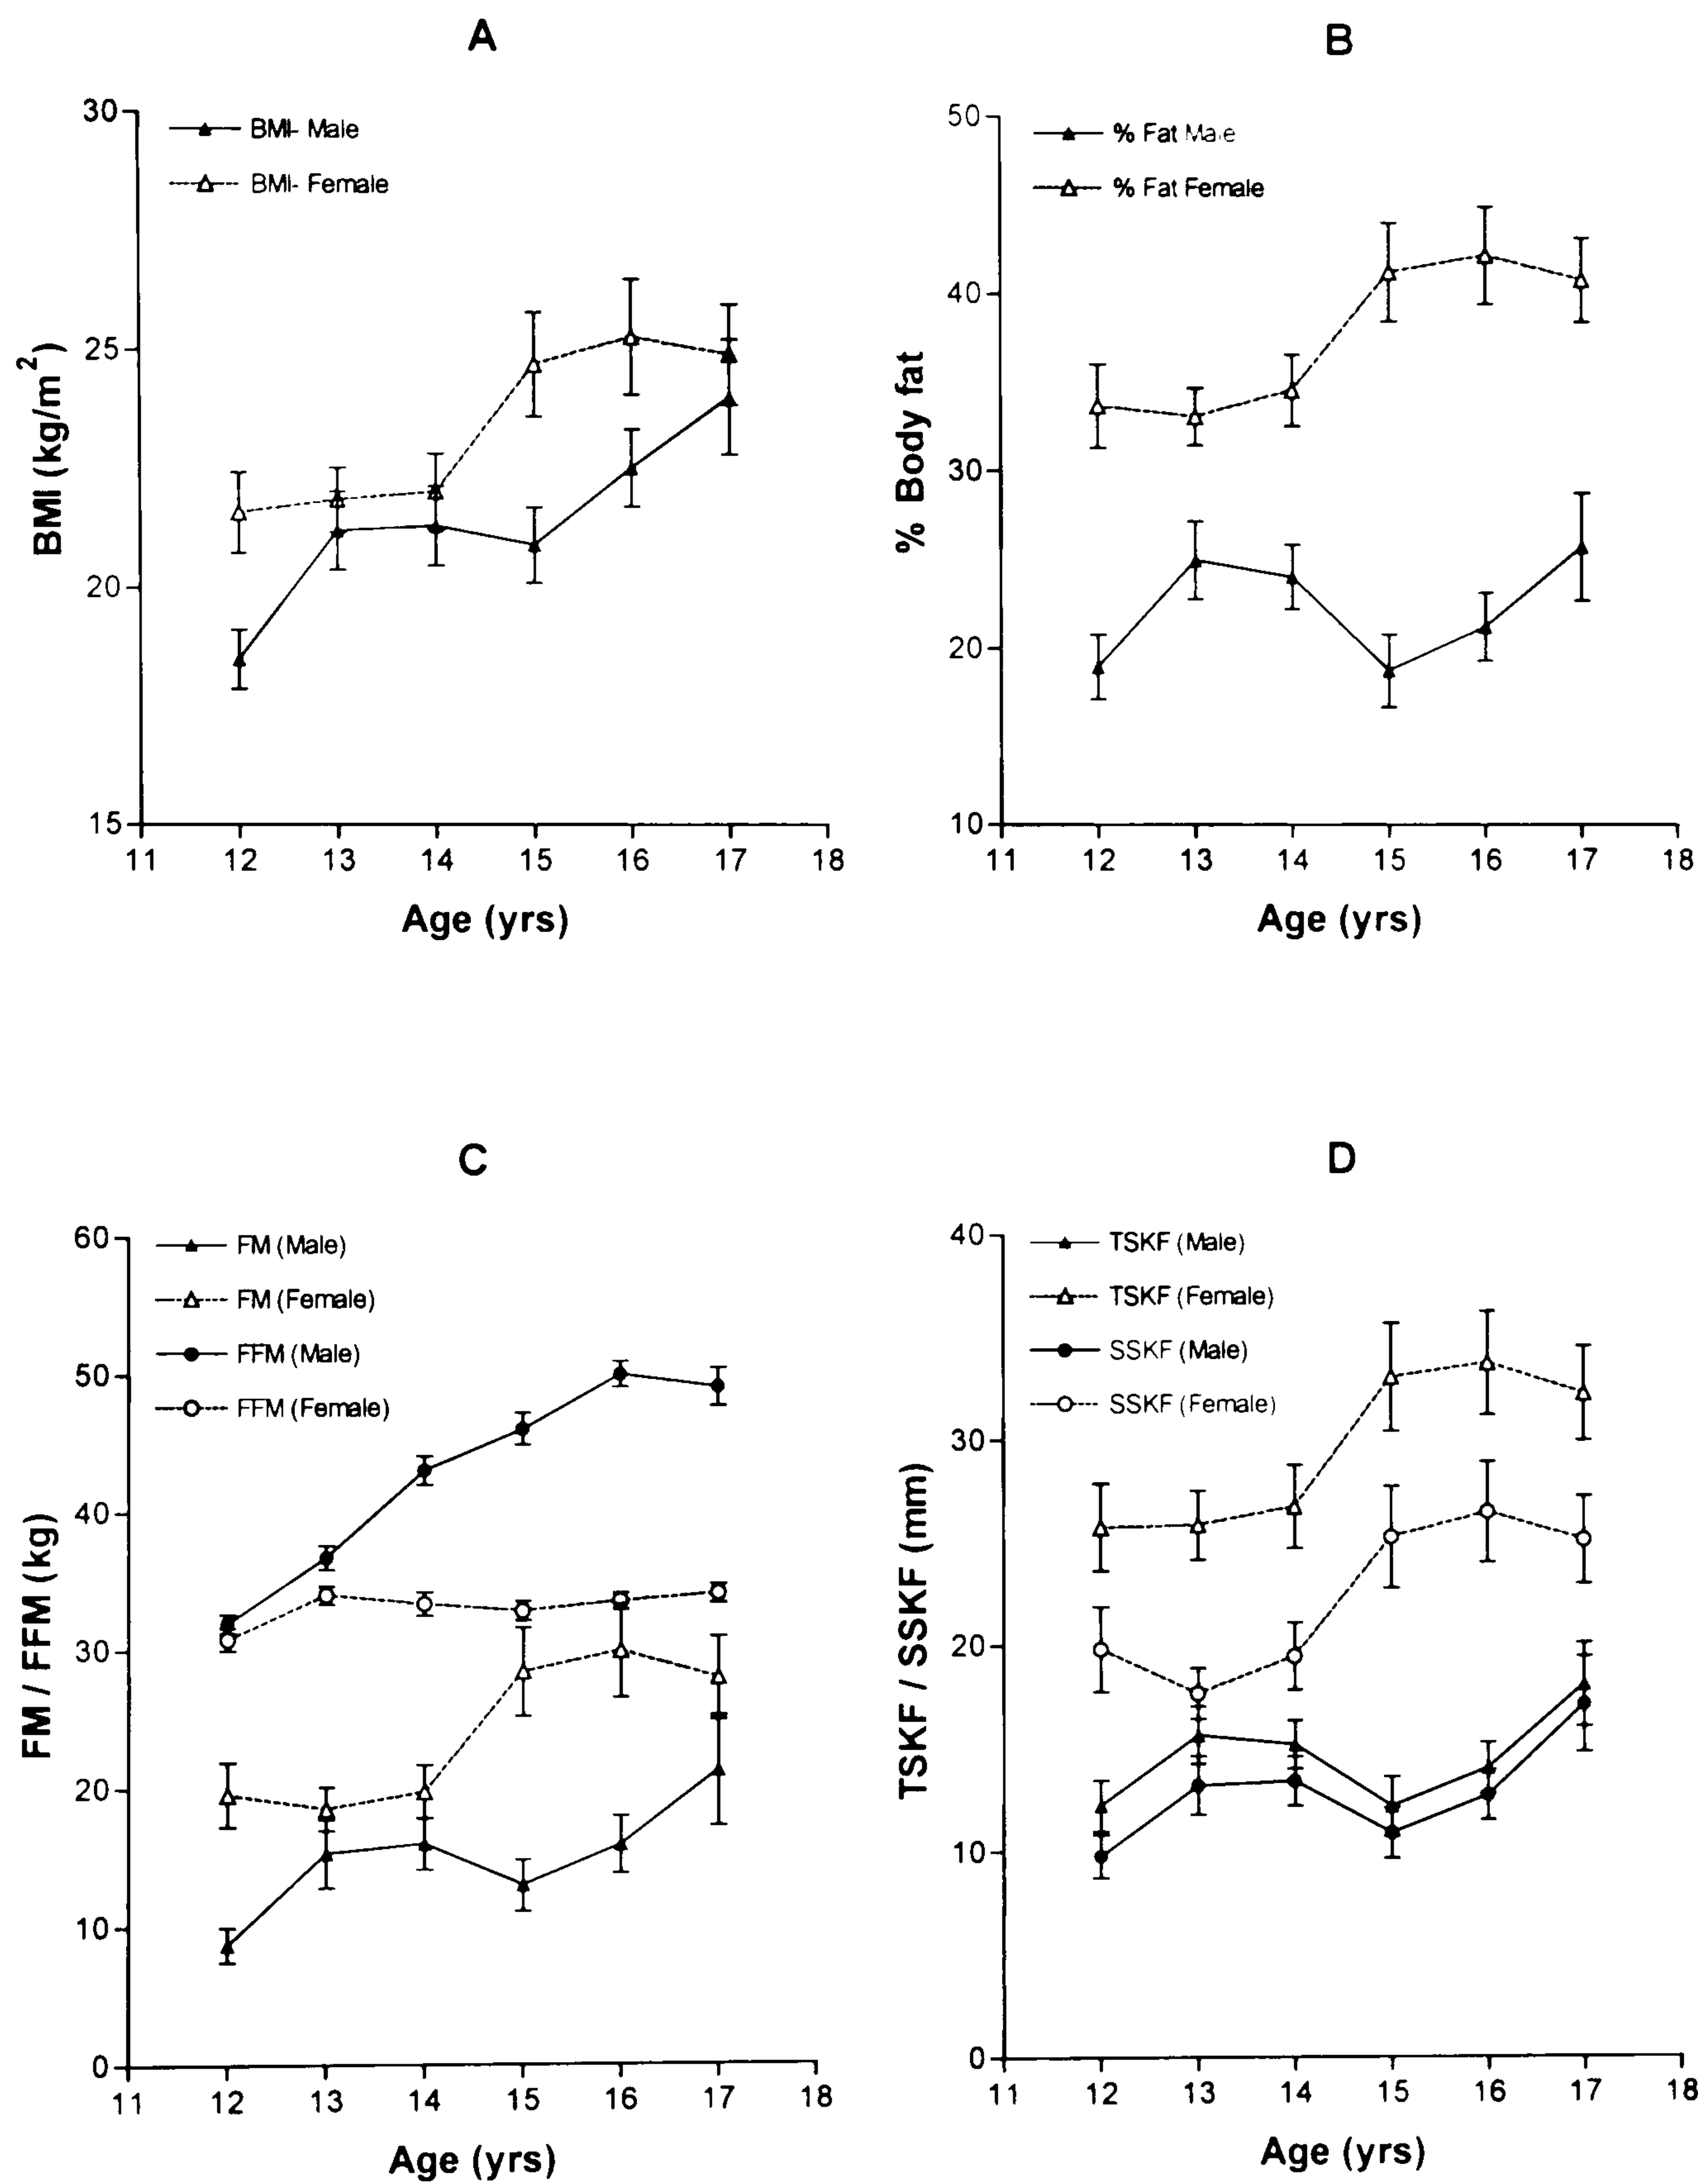 A
30
25
20
15
BMI (kg/m²)
BMI- Male
BMI- Female
11 12 13 14 15 16 17 18
Age (yrs)
B
50
40
30
20
10
% Body fat
% Fat Male
% Fat Female
11 12 13 14 15 16 17 18
Age (yrs)
C
60
50
40
30
20
10
0
FM / FFM (kg)
FM (Male)
FM (Female)
FFM (Male)
FFM (Female)
11 12 13 14 15 16 17 18
Age (yrs)
D
40
30
20
10
0
TSKF / SSKF (mm)
TSKF (Male)
TSKF (Female)
SSKF (Male)
SSKF (Female)
11 12 13 14 15 16 17 18
Age (yrs)